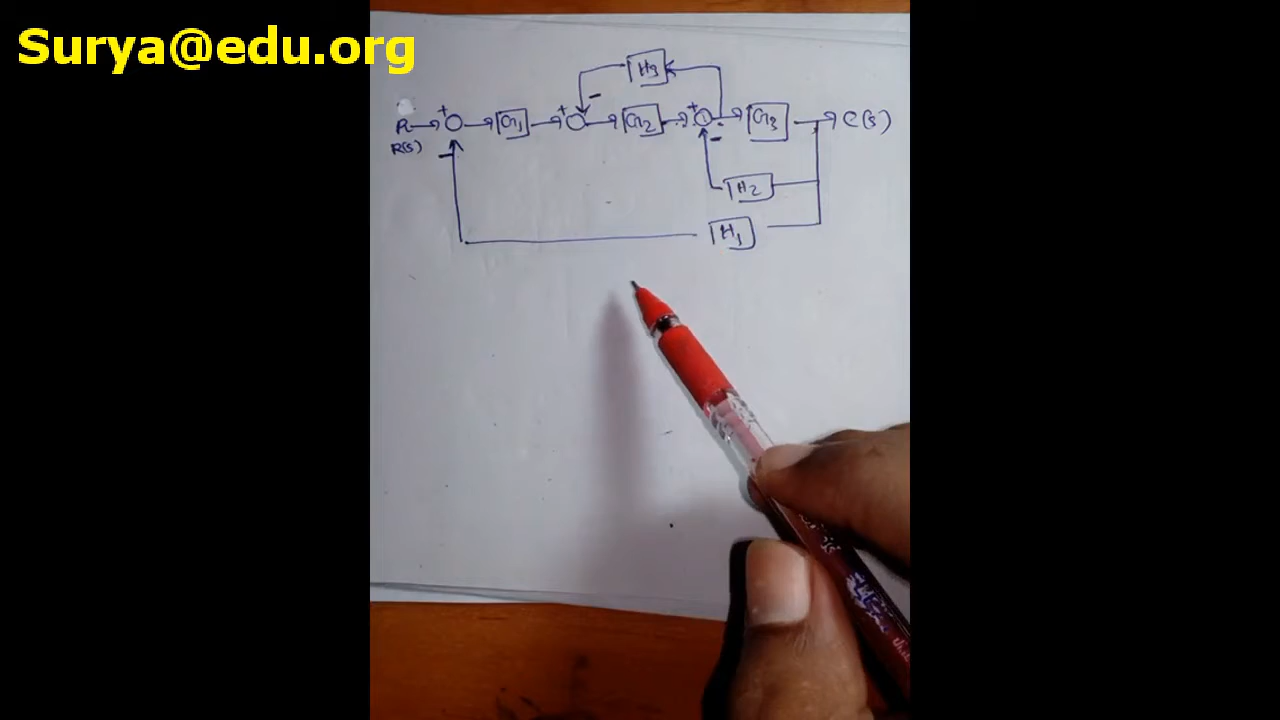 Surya@edu.org
H3
R + G1 + G2 + G3 C(s)
R(s) - - -
H2
H1